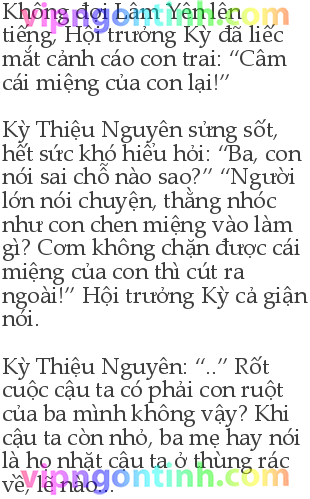 Không đợi Lâm Yên lên
tiếng, Hội trưởng Kỳ đã liếc
mắt cảnh cáo con trai: “Câm
cái miệng của con lại!”
Kỳ Thiệu Nguyên sửng sốt,
hết sức khó hiểu hỏi: “Ba, con
nói sai chỗ nào sao?” “Người
lớn nói chuyện, thằng nhóc
như con chen miệng vào làm
gì? Cơm không chặn được cái
miệng của con thì cút ra
ngoài!” Hội trưởng Kỳ cả giận
nói.
Kỳ Thiệu Nguyên: “..” Rốt
cuộc cậu ta có phải con ruột
của ba mình không vậy? Khi
cậu ta còn nhỏ, ba mẹ hay nói
là họ nhặt cậu ta ở thùng rác
về, lẽ nào...
vipngontinh.com
vipngontinh.com